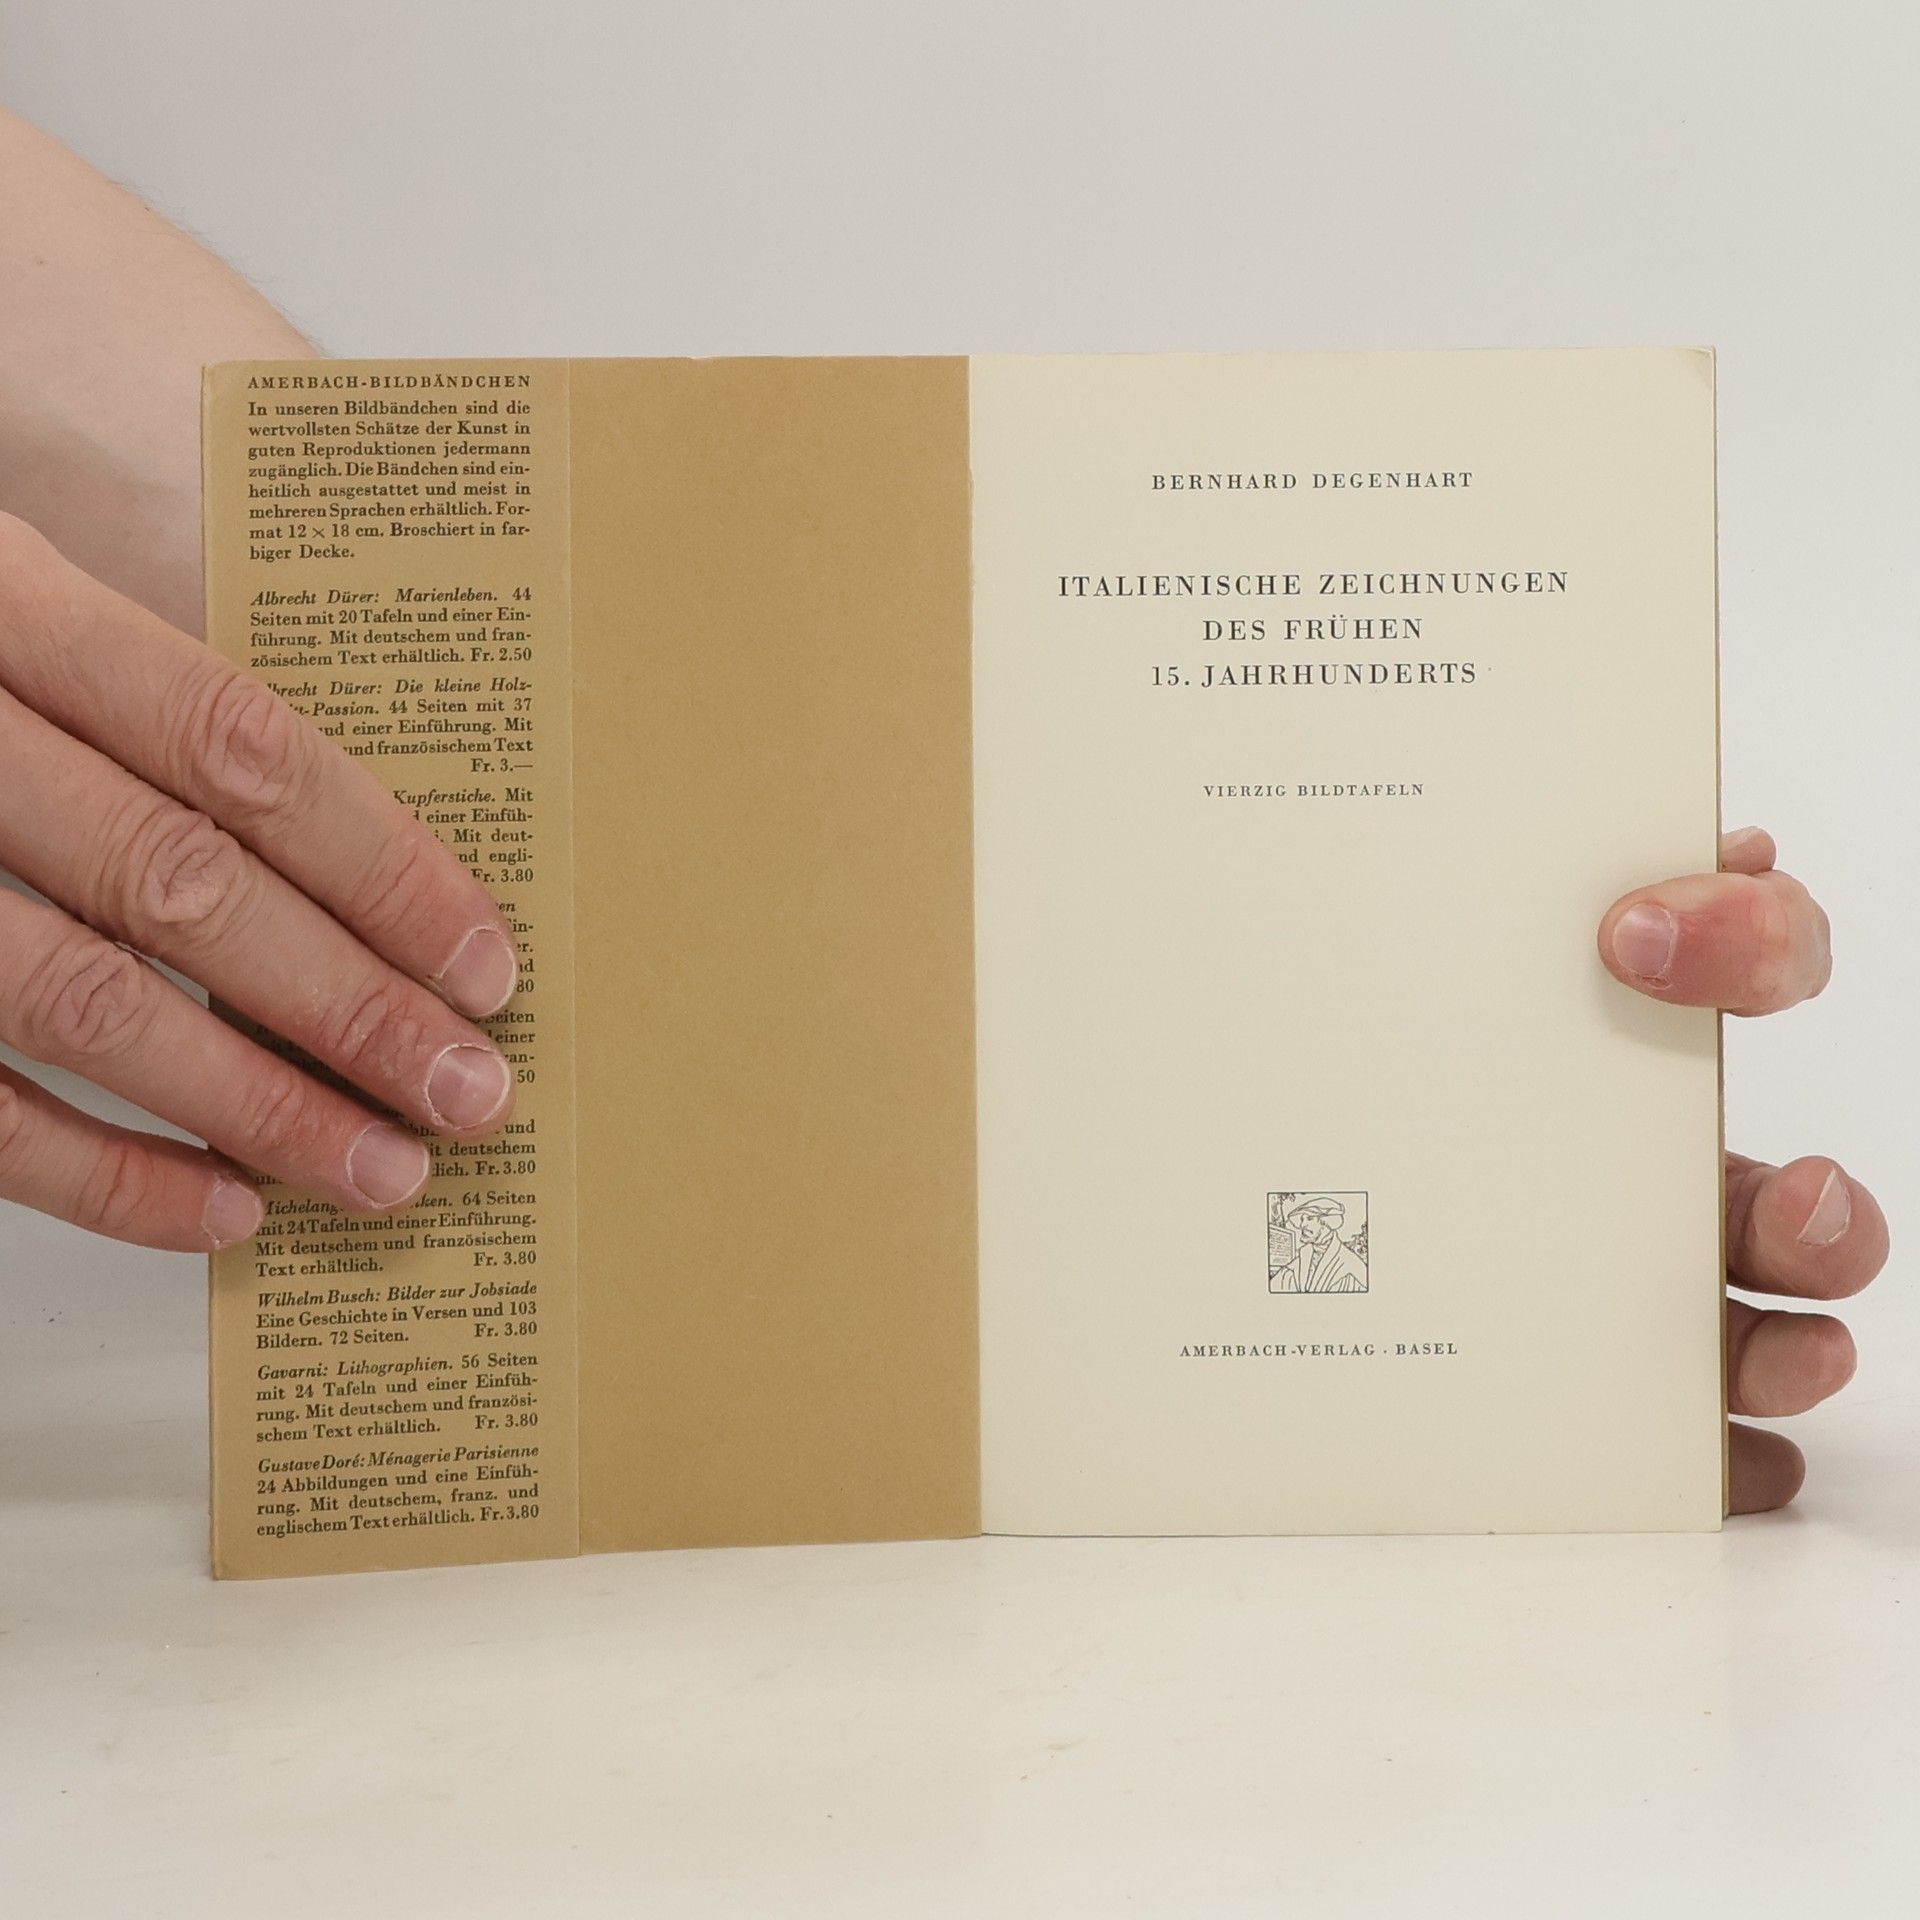 AMERBACH-BILDBÄNDCHEN
In unseren Bildbändchen sind die
wertvollsten Schätze der Kunst in
guten Reproduktionen jedermann
zugänglich. Die Bändchen sind ein-
heitlich ausgestattet und meist in
mehreren Sprachen erhältlich. For-
mat 12 × 18 cm. Broschiert in far-
biger Decke.
Albrecht Dürer: Marienleben. 44
Seiten mit 20 Tafeln und einer Ein-
führung. Mit deutschem und fran-
zösischem Text erhältlich. Fr. 2.50
Dürer: Die kleine Holz-
Passion. 44 Seiten mit 37
und einer Einführung. Mit
und französischem Text
Fr. 3.—
Kupferstiche. Mit
einer Einfüh-
Mit deut-
engli-
Fr. 3.80
Seiten
einer
50
und
deutschem
Fr. 3.80
64 Seiten
mit 24 Tafeln und einer Einführung.
Mit deutschem und französischem
Text erhältlich. Fr. 3.80
Wilhelm Busch: Bilder zur Jobsiade
Eine Geschichte in Versen und 103
Bildern. 72 Seiten. Fr. 3.80
Gavarni: Lithographien. 56 Seiten
mit 24 Tafeln und einer Einfüh-
rung. Mit deutschem und französi-
schem Text erhältlich. Fr. 3.80
Gustave Doré: Ménagerie Parisienne
24 Abbildungen und eine Einfüh-
rung. Mit deutschem, franz. und
englischem Text erhältlich. Fr. 3.80
BERNHARD DEGENHART
ITALIENISCHE ZEICHNUNGEN
DES FRÜHEN
15. JAHRHUNDERTS
VIERZIG BILDTAFELN
AMERBACH-VERLAG · BASEL